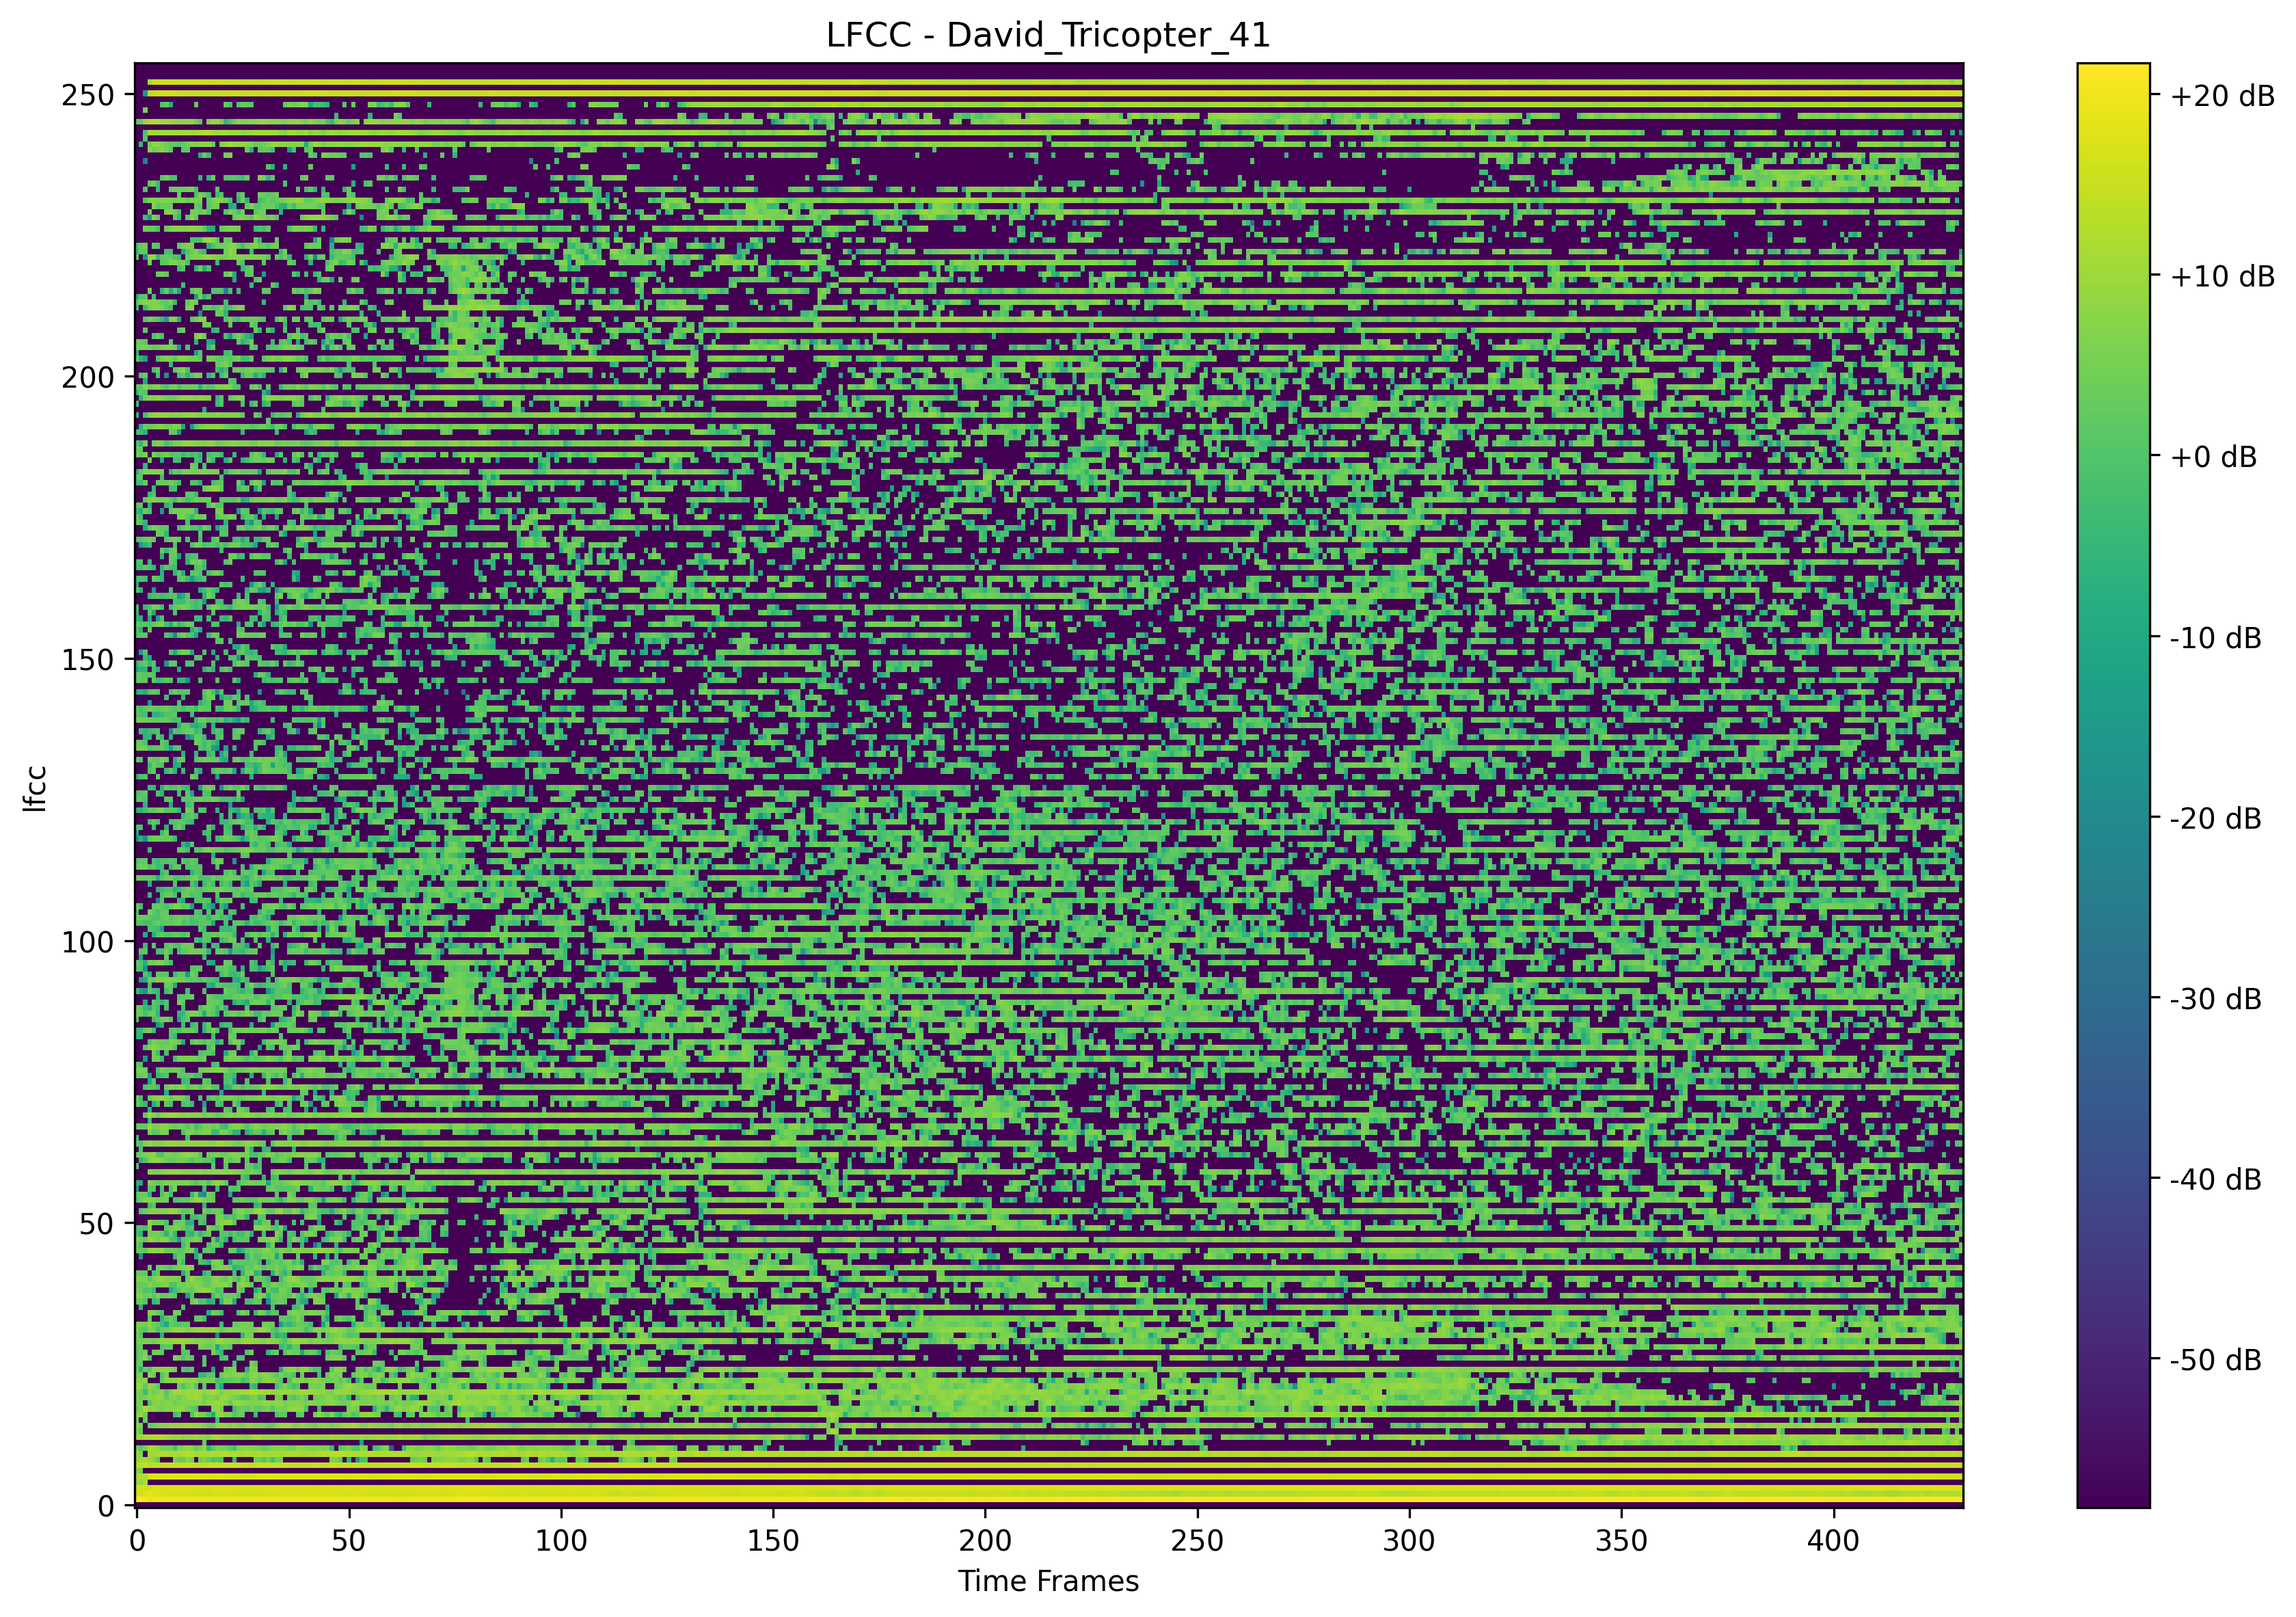 LFCC - David_Tricopter_41
250
200
150
100
50
0
lfcc
0 50 100 150 200 250 300 350 400
Time Frames
+20 dB
+10 dB
+0 dB
-10 dB
-20 dB
-30 dB
-40 dB
-50 dB